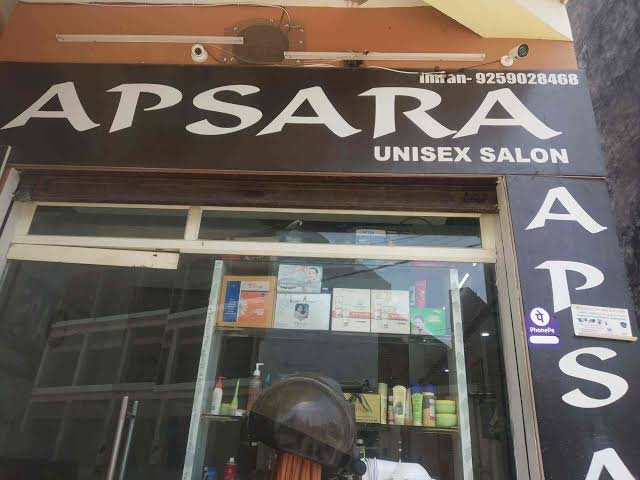 Imran- 9259028468
APSARA
UNISEX SALON
APSA
पे
PhonePe